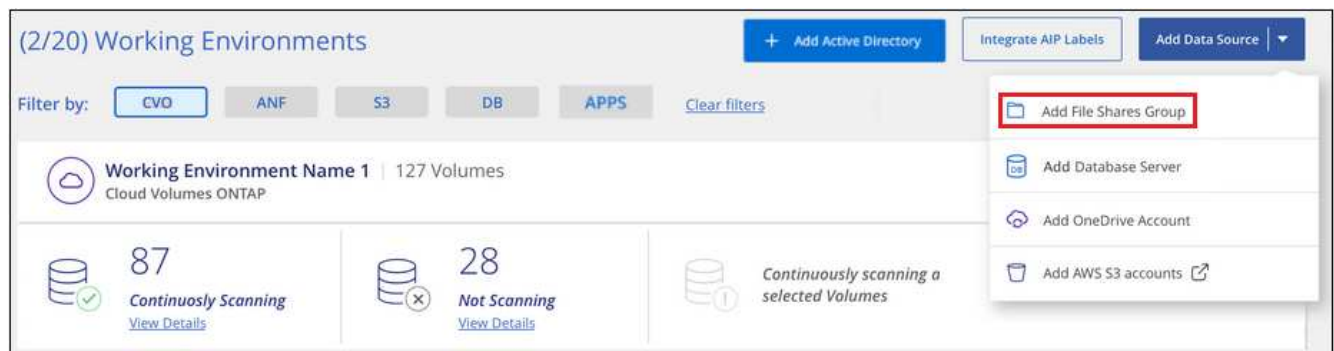 (2/20) Working Environments
+ Add Active Directory
Integrate AIP Labels
Add Data Source
Filter by:
CVO
ANF
S3
DB
APPS
Clear filters
Add File Shares Group
DB
Add Database Server
Add OneDrive Account
Add AWS S3 accounts
Working Environment Name 1 | 127 Volumes
Cloud Volumes ONTAP
87
Continuosly Scanning
View Details
28
Not Scanning
View Details
Continuously scanning a
selected Volumes